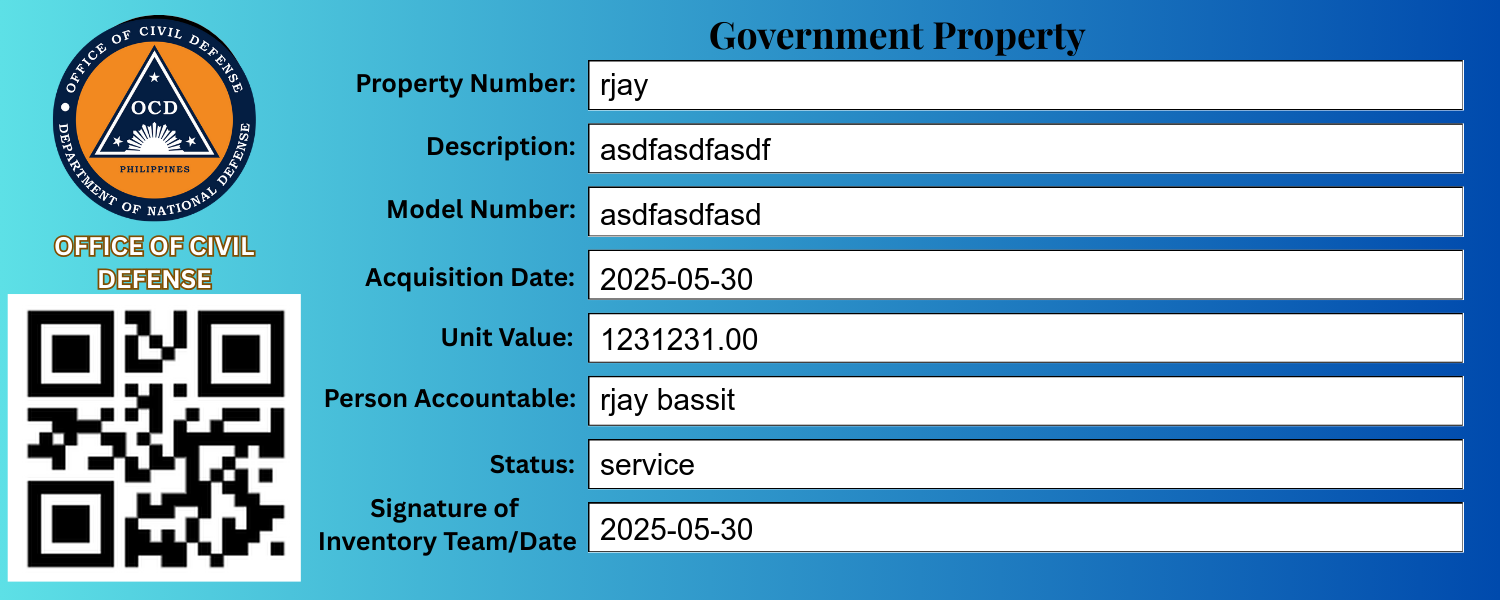 OFFICE OF CIVIL DEFENSE
OCD
PHILIPPINES
DEPARTMENT OF NATIONAL DEFENSE
OFFICE OF CIVIL
DEFENSE
Government Property
Property Number: rjay
Description: asdfasdfasdf
Model Number: asdfasdfasd
Acquisition Date: 2025-05-30
Unit Value: 1231231.00
Person Accountable: rjay bassit
Status: service
Signature of
Inventory Team/Date 2025-05-30